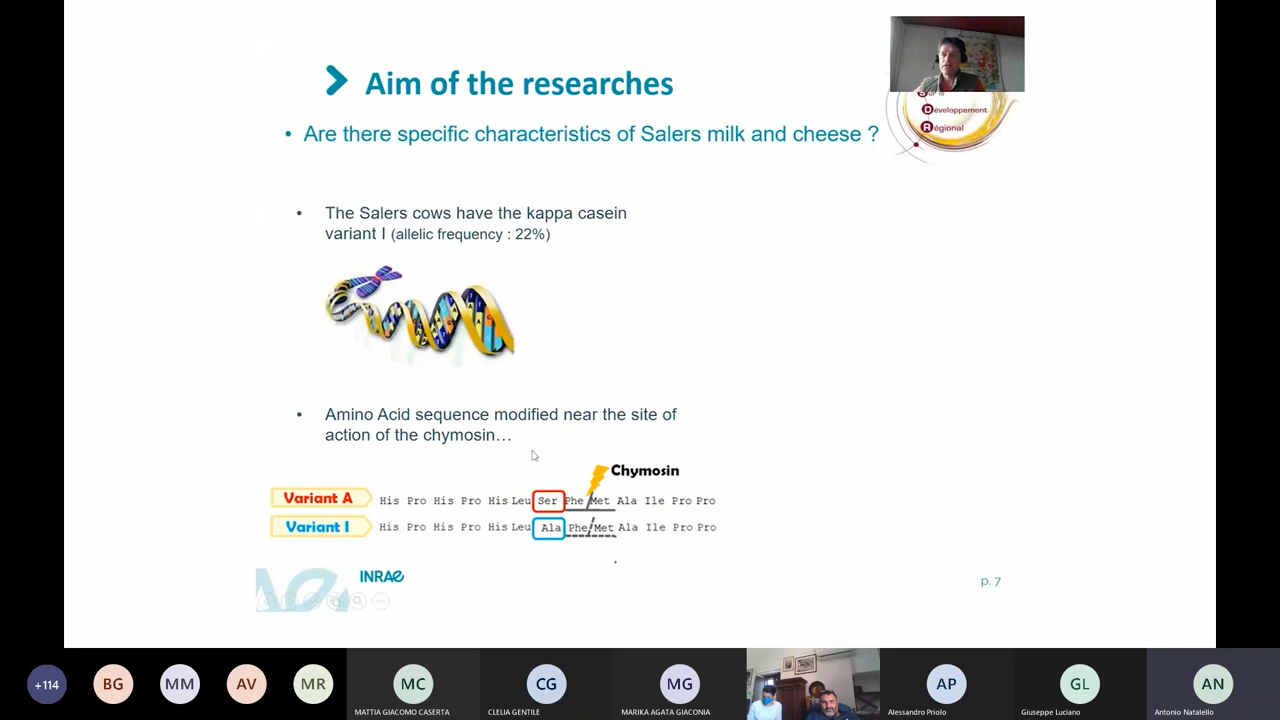 Aim of the researches
Développement
Régional
• Are there specific characteristics of Salers milk and cheese ?
• The Salers cows have the kappa casein
variant I (allelic frequency : 22%)
• Amino Acid sequence modified near the site of
action of the chymosin…
Chymosin
Variant A His Pro His Pro His Leu Ser Phe Met Ala Ile Pro Pro
Variant I His Pro His Pro His Leu Ala Phe Met Ala Ile Pro Pro
INRAE
p. 7
+114 BG MM AV MR MC CG MG AP GL AN
MATTIA GIACOMO CASERTA CLELIA GENTILE MARIKA AGATA GIACONIA Alessandro Priolo Giuseppe Luciano Antonio Natalello